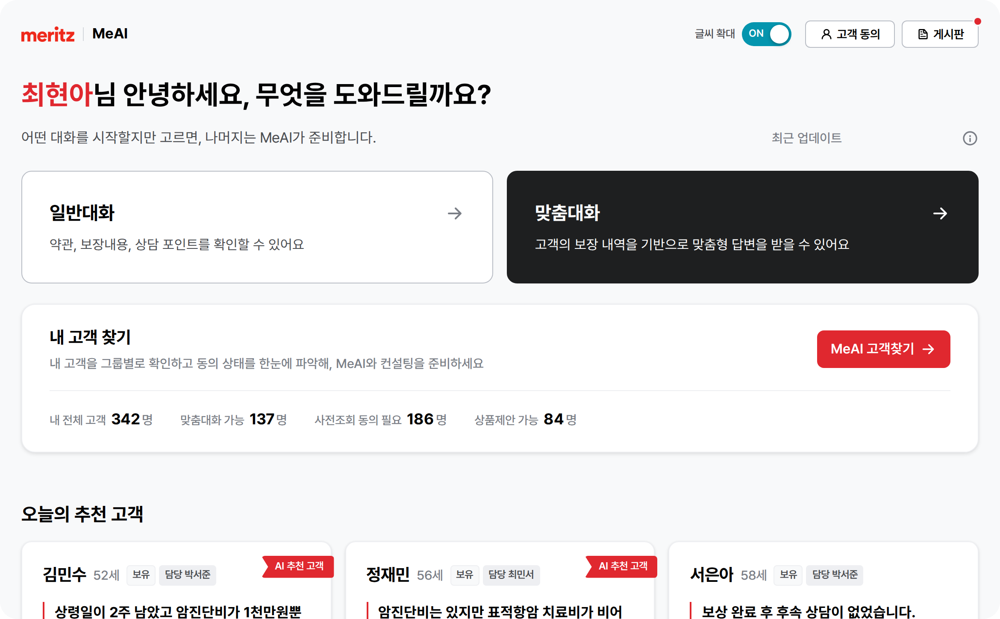 meritz MeAI 글씨 확대 ON 고객 동의 게시판
최현아님 안녕하세요, 무엇을 도와드릴까요?
어떤 대화를 시작할지만 고르면, 나머지는 MeAI가 준비합니다. 최근 업데이트
일반대화
약관, 보장내용, 상담 포인트를 확인할 수 있어요
맞춤대화
고객의 보장 내역을 기반으로 맞춤형 답변을 받을 수 있어요
내 고객 찾기
내 고객을 그룹별로 확인하고 동의 상태를 한눈에 파악해, MeAI와 컨설팅을 준비하세요
MeAI 고객찾기
내 전체 고객 342명 맞춤대화 가능 137명 사전조회 동의 필요 186명 상품제안 가능 84명
오늘의 추천 고객
김민수 52세 보유 담당 박서준 AI 추천 고객
상령일이 2주 남았고 암진단비가 1천만원뿐
정재민 56세 보유 담당 최민서 AI 추천 고객
암진단비는 있지만 표적항암 치료비가 비어
서은아 58세 보유 담당 박서준
보상 완료 후 후속 상담이 없었습니다.